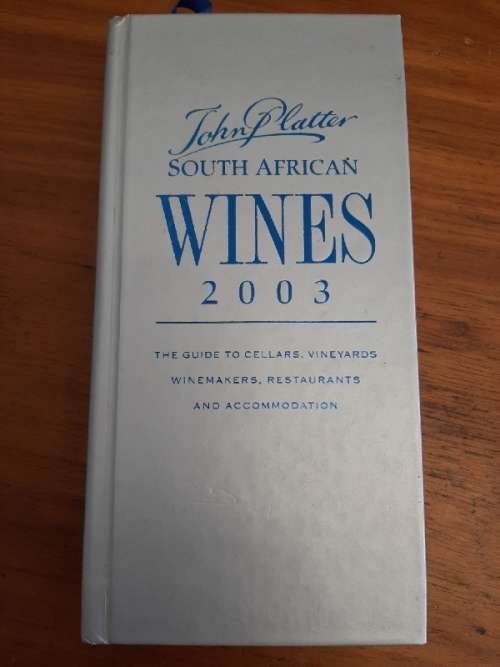 John Platter
SOUTH AFRICAN
WINES
2003
THE GUIDE TO CELLARS, VINEYARDS
WINEMAKERS, RESTAURANTS
AND ACCOMMODATION